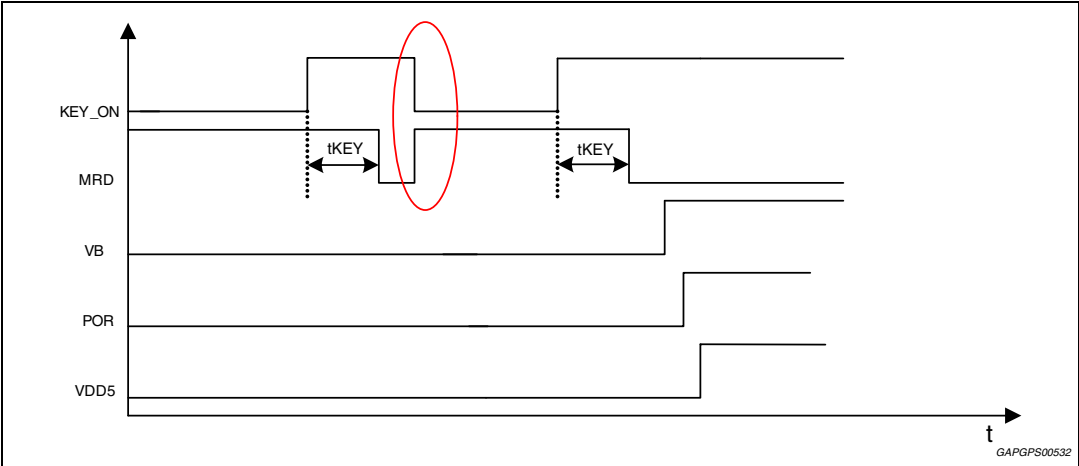 KEY_ON
tKEY
tKEY
MRD
VB
POR
VDD5
t
GAPGPS00532